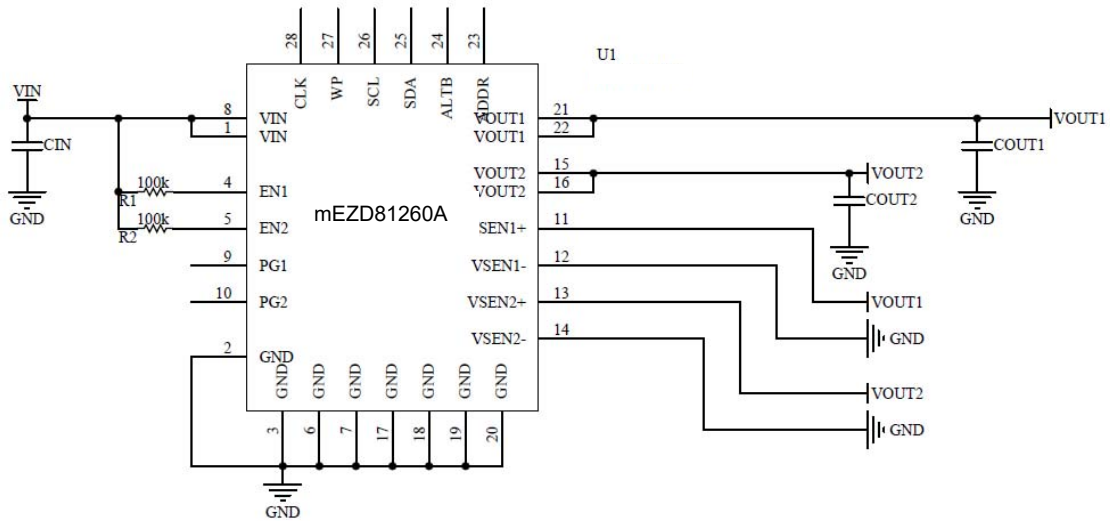 28
27
26
25
24
23
U1
CLK
WP
SCL
SDA
ALTB
ADDR
VIN
8
VIN
VOUT1
21
VOUT1
1
VIN
VOUT1
22
CIN
COUT1
VOUT2
15
VOUT2
100k
4
EN1
VOUT2
16
R1
COUT2
GND
GND
100k
5
EN2
mEZD81260A
SEN1+
11
R2
9
PG1
VSEN1-
12
GND
10
PG2
VSEN2+
13
VOUT1
VSEN2-
14
GND
2
GND
GND
GND
GND
GND
GND
GND
GND
VOUT2
3
6
7
17
18
19
20
GND
GND